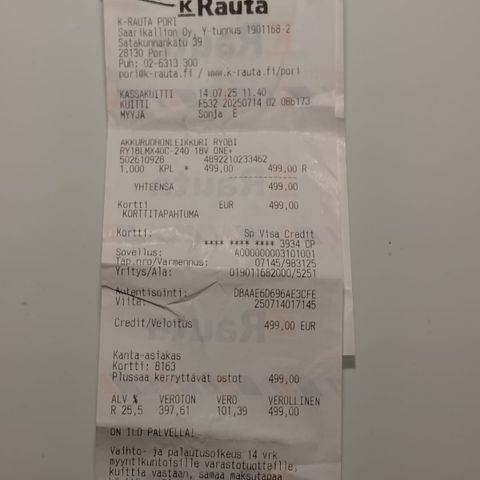 K Rauta
K-RAUTA PORI
Saarikallion Oy, Y-tunnus 1901168-2
Satakunnankatu 39
28130 Pori
Puh: 02-6313 300
pori@k-rauta.fi / www.k-rauta.fi/pori
KASSAKUITTI 14.07.25 11.40
KUITTI F532 20250714 02 086173
MYYJÄ Sonja E
AKKURUOHONLEIKKURI RYOBI
RY18LMX40C-240 18V ONE+
502610928 4892210233462
1,000 KPL * 499,00 499,00 R
YHTEENSÄ 499,00
Kortti EUR 499,00
KORTTITAPAHTUMA
Kortti: Sp Visa Credit
**** **** **** 3934 CP
Sovellus: A000000003101001
Tap.nro/Varmennus: 07145/983125
Yritys/Ala: 019011682000/5251
Autentisointi: DBAAE6D696AE3CFE
Viite: 250714017145
Credit/Veloitus 499,00 EUR
Kanta-asiakas
Kortti: 8163
Plussaa kerryttävät ostot 499,00
ALV % VEROTON VERO VEROLLINEN
R 25,5 397,61 101,39 499,00
ON ILO PALVELLA!
Vaihto- ja palautusoikeus 14 vrk
myyntikuntoisille varastotuotteille,
kuittia vastaan, samaa maksutapaa